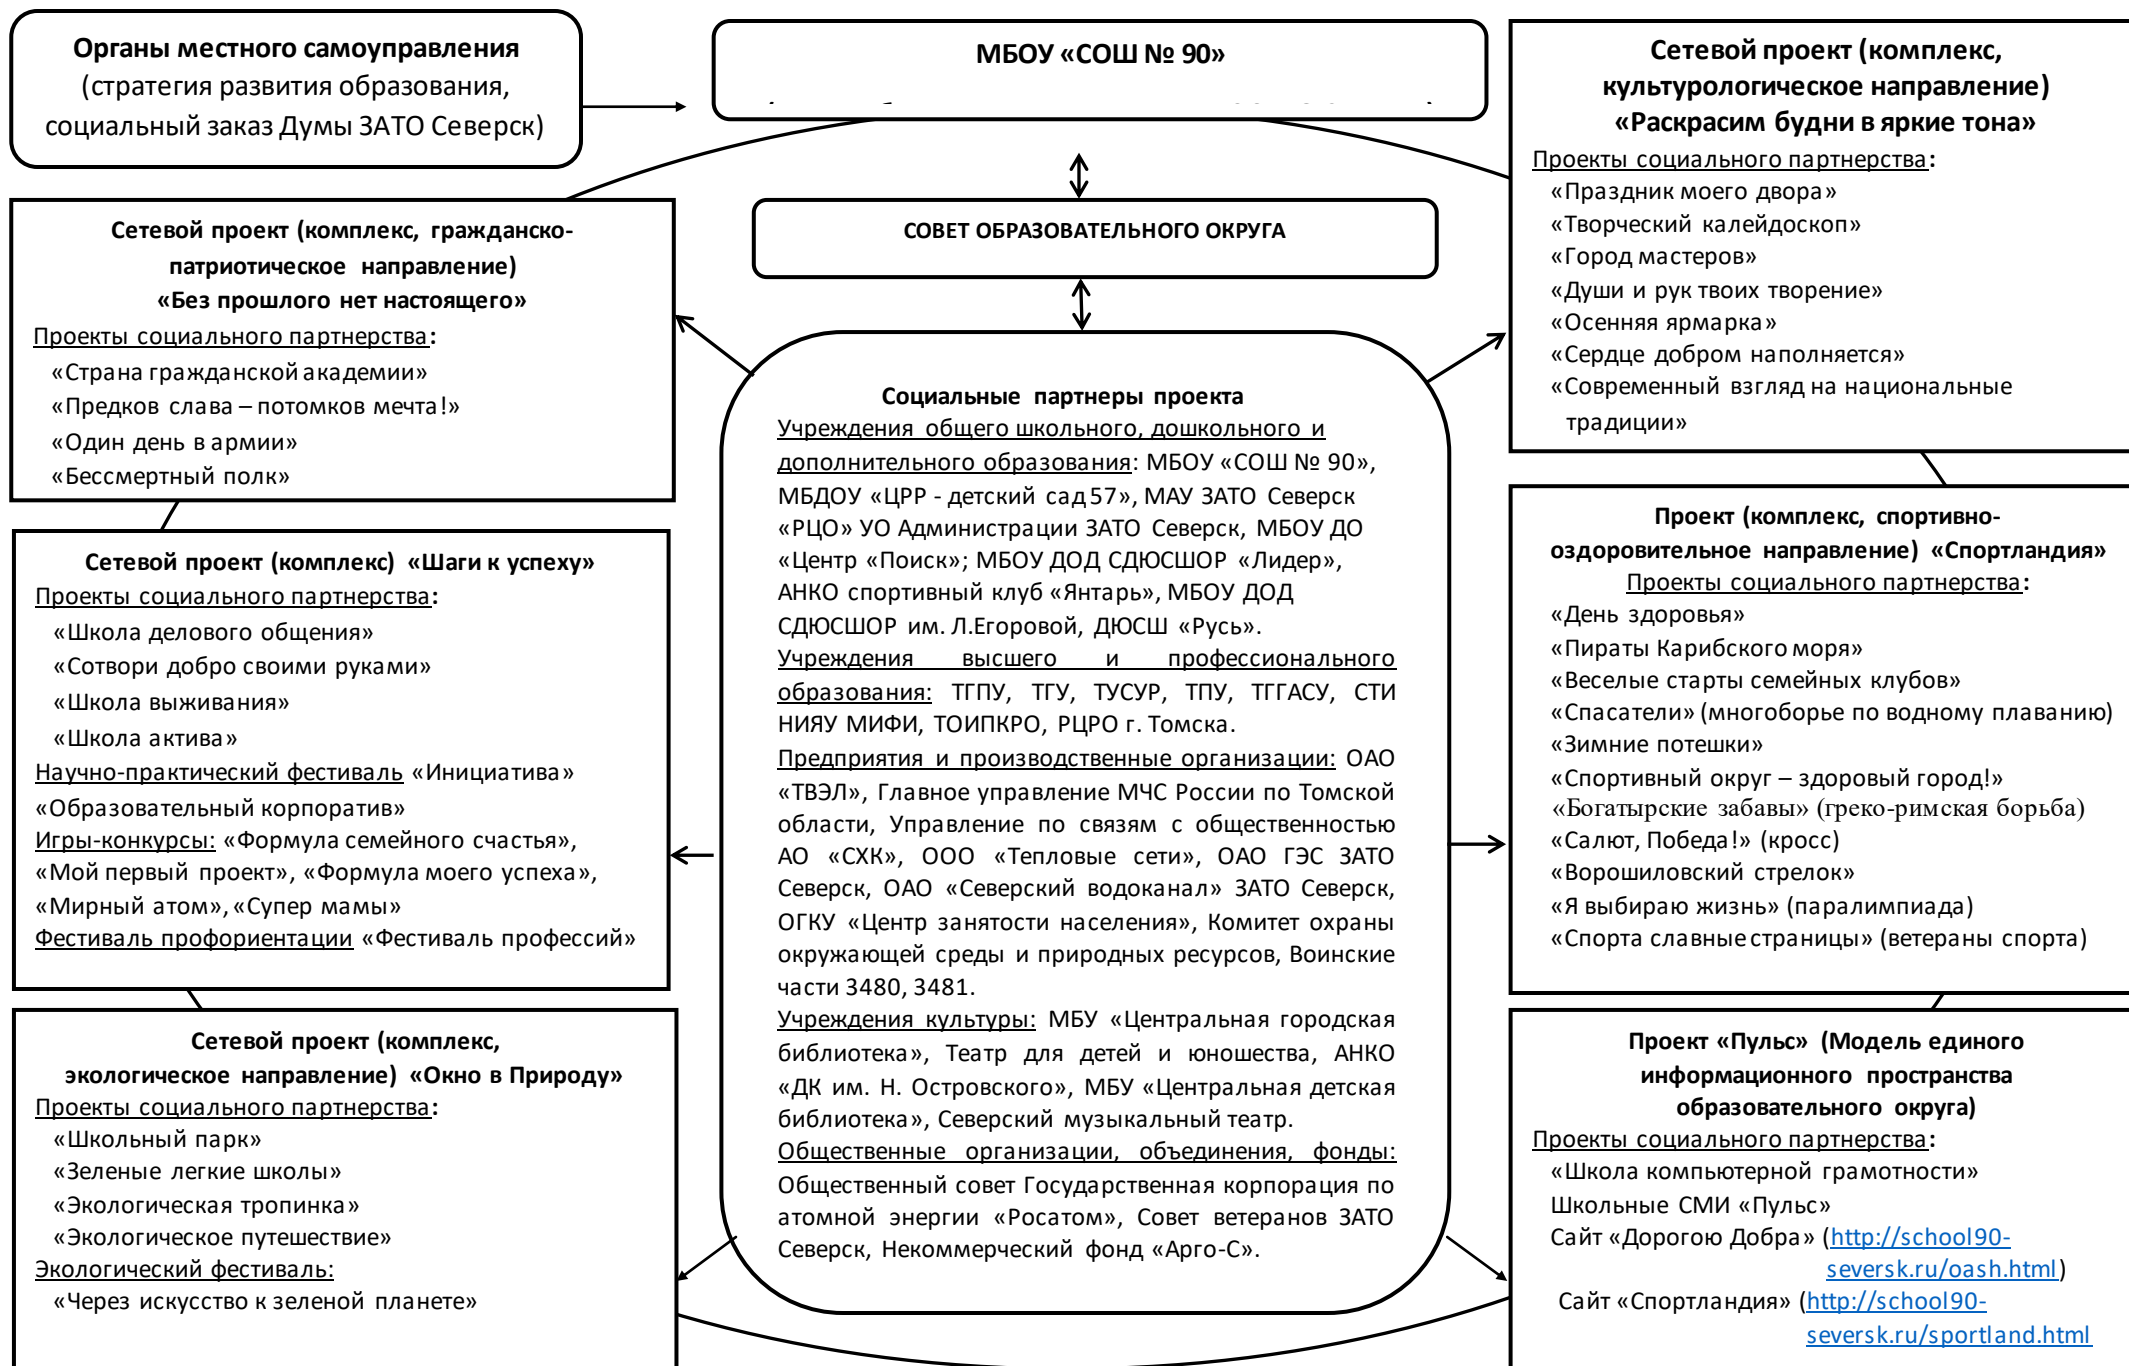 Органы местного самоуправления
(стратегия развития образования,
социальный заказ Думы ЗАТО Северск)
МБОУ «СОШ № 90»
Сетевой проект (комплекс,
культурологическое направление)
«Раскрасим будни в яркие тона»
Проекты социального партнерства:
«Праздник моего двора»
«Творческий калейдоскоп»
«Город мастеров»
«Души и рук твоих творение»
«Осенняя ярмарка»
«Сердце добром наполняется»
«Современный взгляд на национальные
традиции»
Сетевой проект (комплекс, гражданско-
патриотическое направление)
«Без прошлого нет настоящего»
Проекты социального партнерства:
«Страна гражданской академии»
«Предков слава – потомков мечта!»
«Один день в армии»
«Бессмертный полк»
СОВЕТ ОБРАЗОВАТЕЛЬНОГО ОКРУГА
Социальные партнеры проекта
Учреждения общего школьного, дошкольного и
дополнительного образования: МБОУ «СОШ № 90»,
МБДОУ «ЦРР - детский сад 57», МАУ ЗАТО Северск
«РЦО» УО Администрации ЗАТО Северск, МБОУ ДО
«Центр «Поиск»; МБОУ ДОД СДЮСШОР «Лидер»,
АНКО спортивный клуб «Янтарь», МБОУ ДОД
СДЮСШОР им. Л.Егоровой, ДЮСШ «Русь».
Учреждения высшего и профессионального
образования: ТГПУ, ТГУ, ТУСУР, ТПУ, ТГГАСУ, СТИ
НИЯУ МИФИ, ТОИПКРО, РЦРО г. Томска.
Предприятия и производственные организации: ОАО
«ТВЭЛ», Главное управление МЧС России по Томской
области, Управление по связям с общественностью
АО «СХК», ООО «Тепловые сети», ОАО ГЭС ЗАТО
Северск, ОАО «Северский водоканал» ЗАТО Северск,
ОГКУ «Центр занятости населения», Комитет охраны
окружающей среды и природных ресурсов, Воинские
части 3480, 3481.
Учреждения культуры: МБУ «Центральная городская
библиотека», Театр для детей и юношества, АНКО
«ДК им. Н. Островского», МБУ «Центральная детская
библиотека», Северский музыкальный театр.
Общественные организации, объединения, фонды:
Общественный совет Государственная корпорация по
атомной энергии «Росатом», Совет ветеранов ЗАТО
Северск, Некоммерческий фонд «Арго-С».
Сетевой проект (комплекс) «Шаги к успеху»
Проекты социального партнерства:
«Школа делового общения»
«Сотвори добро своими руками»
«Школа выживания»
«Школа актива»
Научно-практический фестиваль «Инициатива»
«Образовательный корпоратив»
Игры-конкурсы: «Формула семейного счастья»,
«Мой первый проект», «Формула моего успеха»,
«Мирный атом», «Супер мамы»
Фестиваль профориентации «Фестиваль профессий»
Проект (комплекс, спортивно-
оздоровительное направление) «Спортландия»
Проекты социального партнерства:
«День здоровья»
«Пираты Карибского моря»
«Веселые старты семейных клубов»
«Спасатели» (многоборье по водному плаванию)
«Зимние потешки»
«Спортивный округ – здоровый город!»
«Богатырские забавы» (греко-римская борьба)
«Салют, Победа!» (кросс)
«Ворошиловский стрелок»
«Я выбираю жизнь» (паралимпиада)
«Спорта славные страницы» (ветераны спорта)
Сетевой проект (комплекс,
экологическое направление) «Окно в Природу»
Проекты социального партнерства:
«Школьный парк»
«Зеленые легкие школы»
«Экологическая тропинка»
«Экологическое путешествие»
Экологический фестиваль:
«Через искусство к зеленой планете»
Проект «Пульс» (Модель единого
информационного пространства
образовательного округа)
Проекты социального партнерства:
«Школа компьютерной грамотности»
Школьные СМИ «Пульс»
Сайт «Дорогою Добра» (http://school90-
seversk.ru/oash.html)
Сайт «Спортландия» (http://school90-
seversk.ru/sportland.html